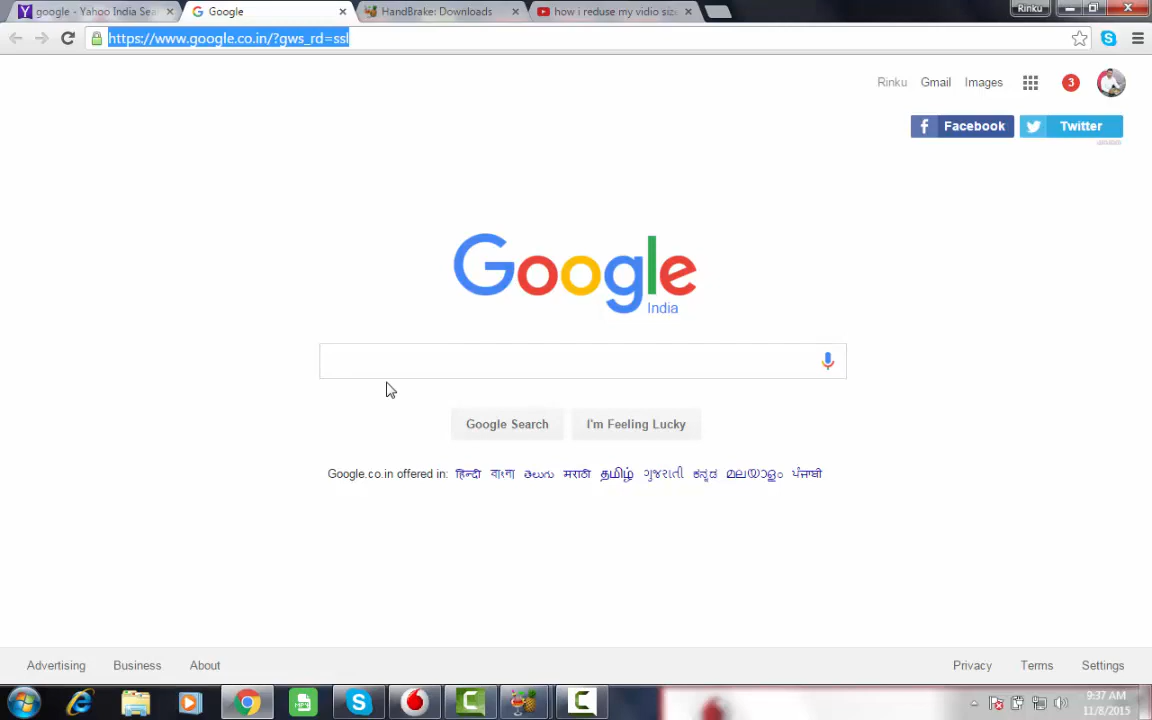 google - Yahoo India Sea
Google
HandBrake: Downloads
how i reduse my vidio size
Rinku
https://www.google.co.in/?gws_rd=ssl
Rinku
Gmail
Images
3
Facebook
Twitter
Google
India
Google Search
I'm Feeling Lucky
Google.co.in offered in: हिन्दी বাংলা తెలుగు मराठी தமிழ் ગુજરાતી ಕನ್ನಡ മലയാളം ਪੰਜਾਬੀ
Advertising
Business
About
Privacy
Terms
Settings
9:37 AM
11/8/2015